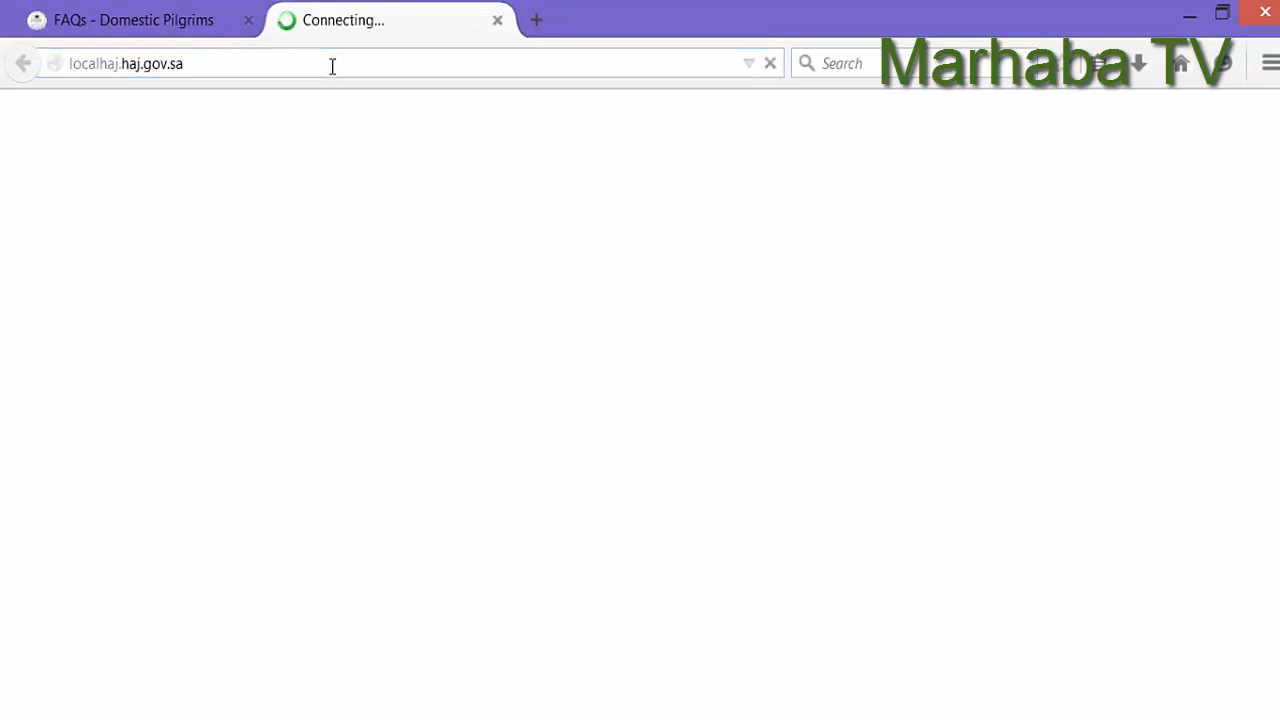 FAQs - Domestic Pilgrims
Connecting...
localhaj.haj.gov.sa
Search
Marhaba TV